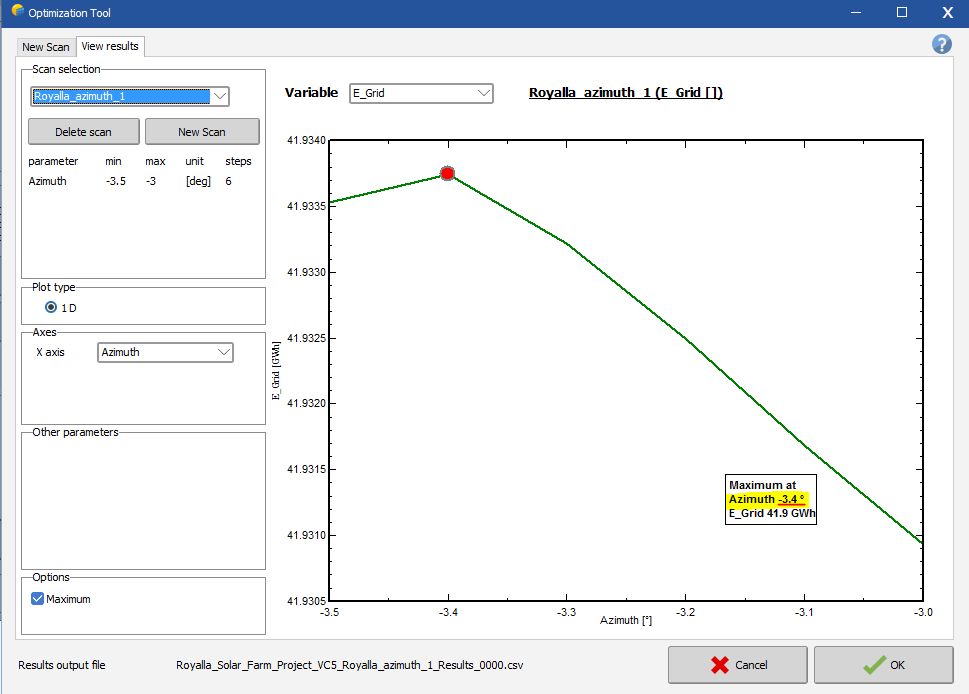 Optimization Tool
New Scan
View results
Scan selection
Royalla_azimuth_1
Delete scan
New Scan
parameter min max unit steps
Azimuth -3.5 -3 [deg] 6
Plot type
1 D
Axes
X axis
Azimuth
Other parameters
Options
Maximum
Variable
E_Grid
Royalla_azimuth_1 (E_Grid [])
41.9340
41.9335
41.9330
41.9325
41.9320
41.9315
41.9310
41.9305
E_Grid [GWh]
Maximum at
Azimuth -3.4 °
E_Grid 41.9 GWh
-3.5 -3.4 -3.3 -3.2 -3.1 -3.0
Azimuth [°]
Results output file
Royalla_Solar_Farm_Project_VC5_Royalla_azimuth_1_Results_0000.csv
Cancel
OK